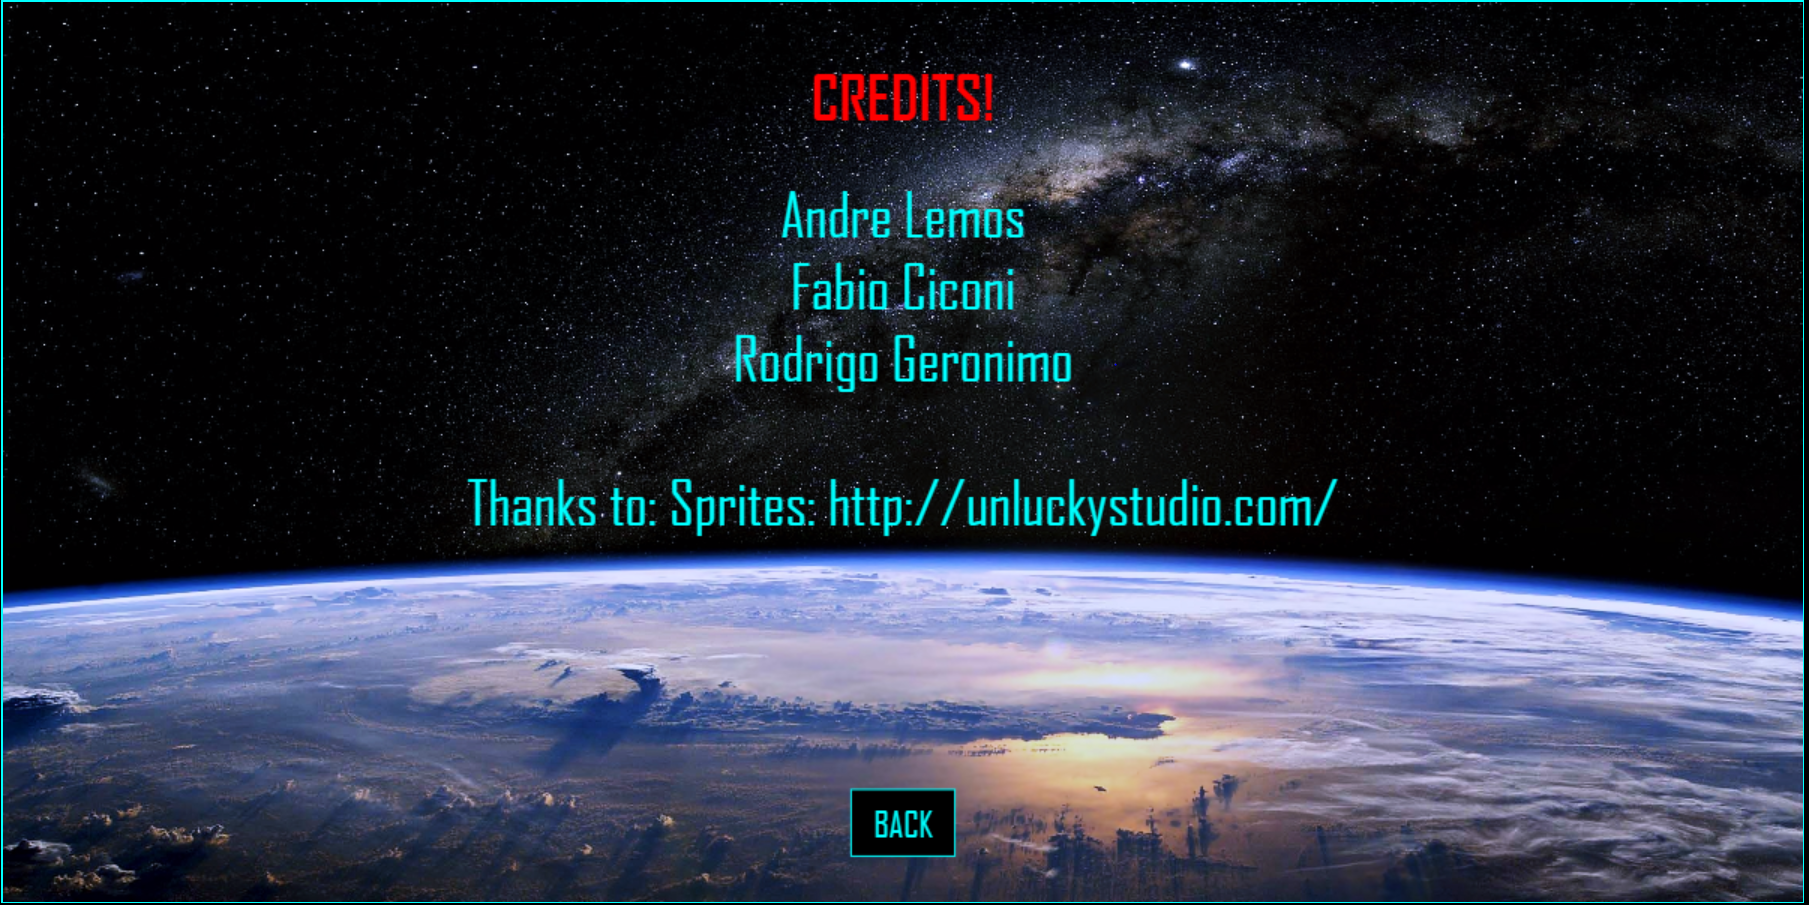 CREDITS!
Andre Lemos
Fabio Ciconi
Rodrigo Geronimo
Thanks to: Sprites: http://unluckystudio.com/
BACK